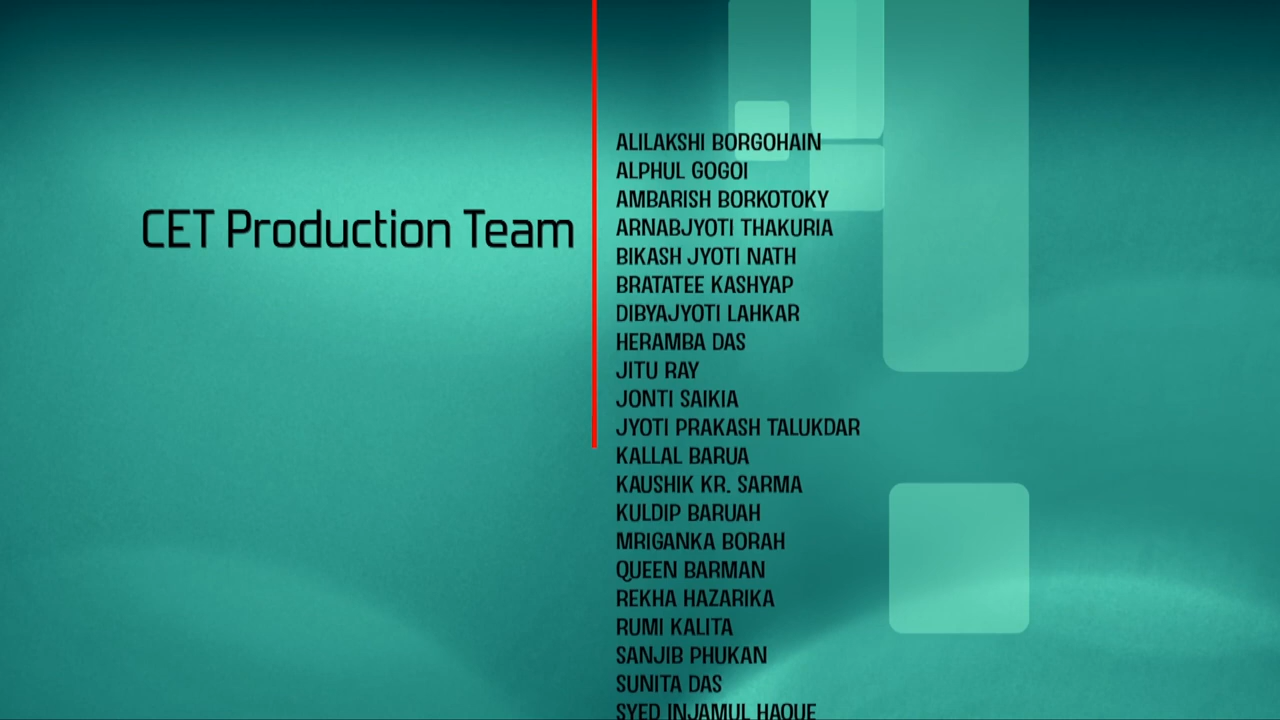 CET Production Team
ALILAKSHI BORGOHAIN
ALPHUL GOGOI
AMBARISH BORKOTOKY
ARNABJYOTI THAKURIA
BIKASH JYOTI NATH
BRATATEE KASHYAP
DIBYAJYOTI LAHKAR
HERAMBA DAS
JITU RAY
JONTI SAIKIA
JYOTI PRAKASH TALUKDAR
KALLAL BARUA
KAUSHIK KR. SARMA
KULDIP BARUAH
MRIGANKA BORAH
QUEEN BARMAN
REKHA HAZARIKA
RUMI KALITA
SANJIB PHUKAN
SUNITA DAS
SYED INJAMUL HAQUE